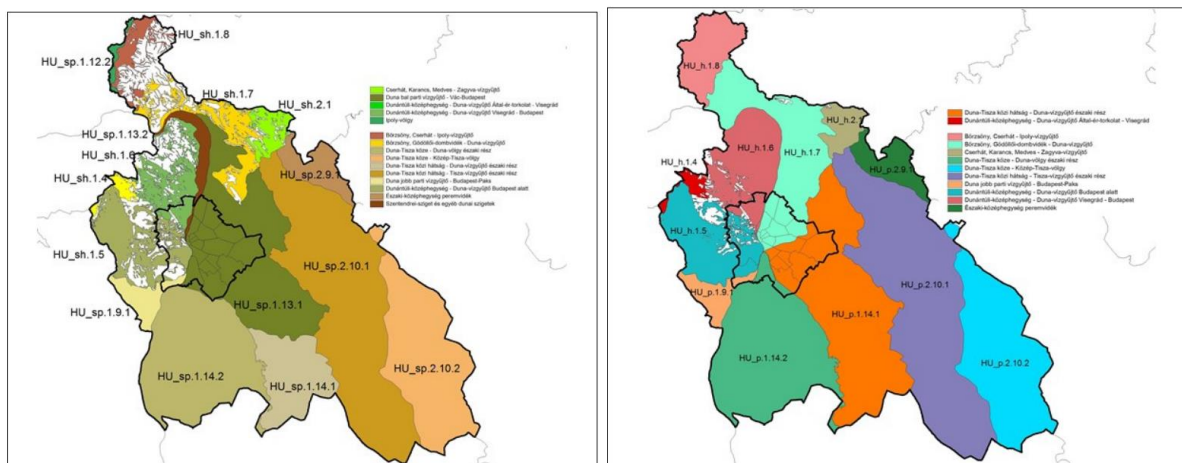 HU_sh.1.8
HU_sp.1.12.2
HU_sh.1.7
HU_sh.2.1
HU_sp.1.13.2
HU_sh.1.6
HU_sh.1.4
HU_sp.2.9.1
HU_sh.1.5
HU_sp.2.10.1
HU_sp.1.9.1
HU_sp.1.13.1
HU_sp.2.10.2
HU_sp.1.14.2
HU_sp.1.14.1
Cserhát, Karancs, Medves - Zagyva-vízgyűjtő
Duna bal parti vízgyűjtő - Vác-Budapest
Dunántúli-középhegység - Duna-vízgyűjtő Által-ér-torkolat - Visegrád
Dunántúli-középhegység - Duna-vízgyűjtő Visegrád - Budapest
Ipoly-völgy
Börzsöny, Cserhát - Ipoly-vízgyűjtő
Börzsöny, Gödöllői-dombvidék - Duna-vízgyűjtő
Duna-Tisza köze - Duna-völgy északi rész
Duna-Tisza köze - Közép-Tisza-völgy
Duna-Tisza közi hátság - Duna-vízgyűjtő északi rész
Duna-Tisza közi hátság - Tisza-vízgyűjtő északi rész
Duna jobb parti vízgyűjtő - Budapest-Paks
Dunántúli-középhegység - Duna-vízgyűjtő Budapest alatt
Északi-középhegység peremvidék
Szentendrei-sziget és egyéb dunai szigetek
HU_h.1.8
HU_h.2.1
HU_h.1.6
HU_h.1.7
HU_h.1.4
HU_p.2.9.1
HU_h.1.5
HU_p.2.10.1
HU_p.1.9.1
HU_p.1.14.1
HU_p.1.14.2
HU_p.2.10.2
Duna-Tisza közi hátság - Duna-vízgyűjtő északi rész
Dunántúli-középhegység - Duna-vízgyűjtő Által-ér-torkolat - Visegrád
Börzsöny, Cserhát - Ipoly-vízgyűjtő
Börzsöny, Gödöllői-dombvidék - Duna-vízgyűjtő
Cserhát, Karancs, Medves - Zagyva-vízgyűjtő
Duna-Tisza köze - Duna-völgy északi rész
Duna-Tisza köze - Közép-Tisza-völgy
Duna-Tisza közi hátság - Tisza-vízgyűjtő északi rész
Duna jobb parti vízgyűjtő - Budapest-Paks
Dunántúli-középhegység - Duna-vízgyűjtő Budapest alatt
Dunántúli-középhegység - Duna-vízgyűjtő Visegrád - Budapest
Északi-középhegység peremvidék